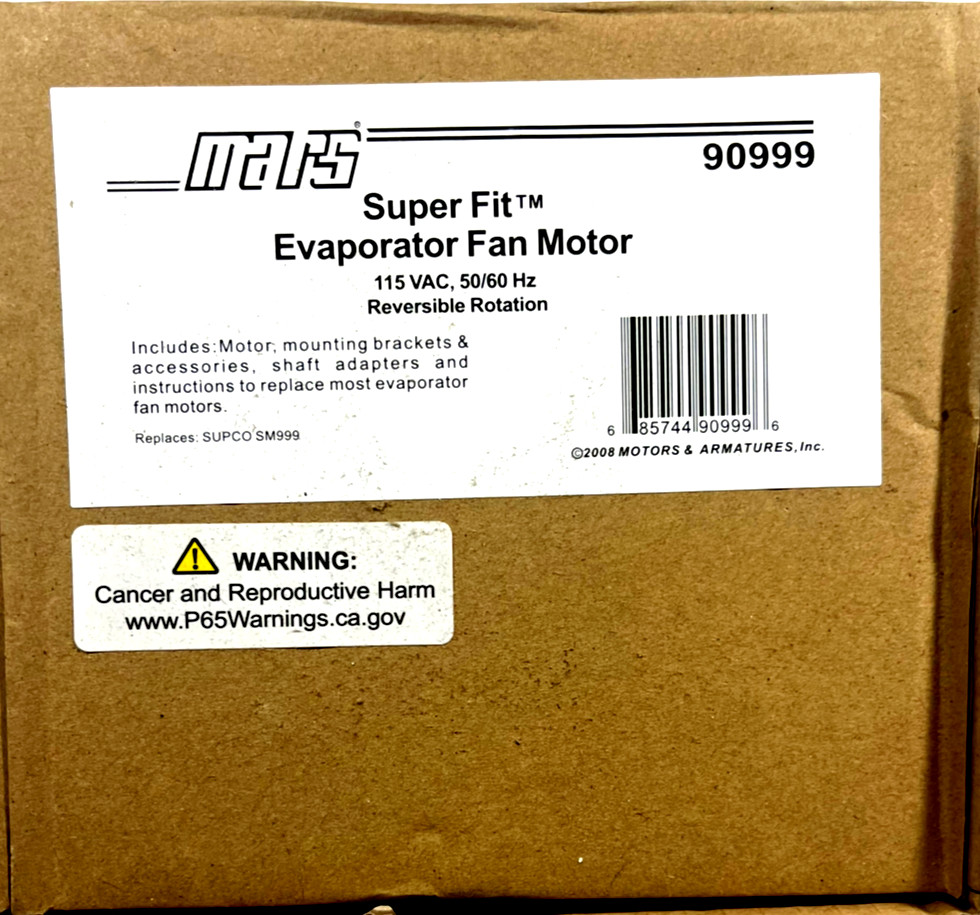 mars®
90999
Super Fit™
Evaporator Fan Motor
115 VAC, 50/60 Hz
Reversible Rotation
Includes: Motor, mounting brackets &
accessories, shaft adapters and
instructions to replace most evaporator
fan motors.
Replaces: SUPCO SM999
6 85744 90999 6
©2008 MOTORS & ARMATURES, Inc.
WARNING:
Cancer and Reproductive Harm
www.P65Warnings.ca.gov